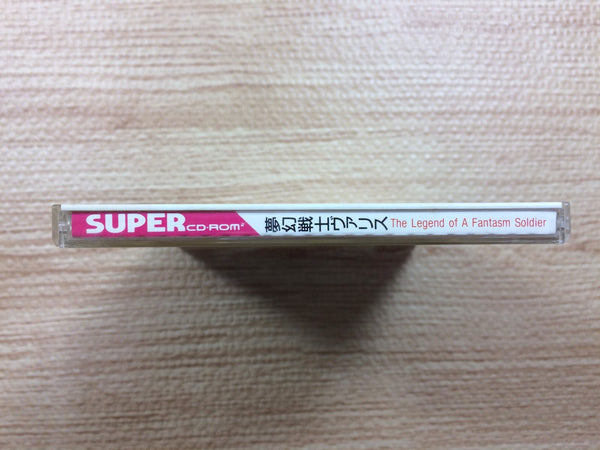 SUPER CD-ROM² 夢幻戦士ヴァリス The Legend of A Fantasm Soldier